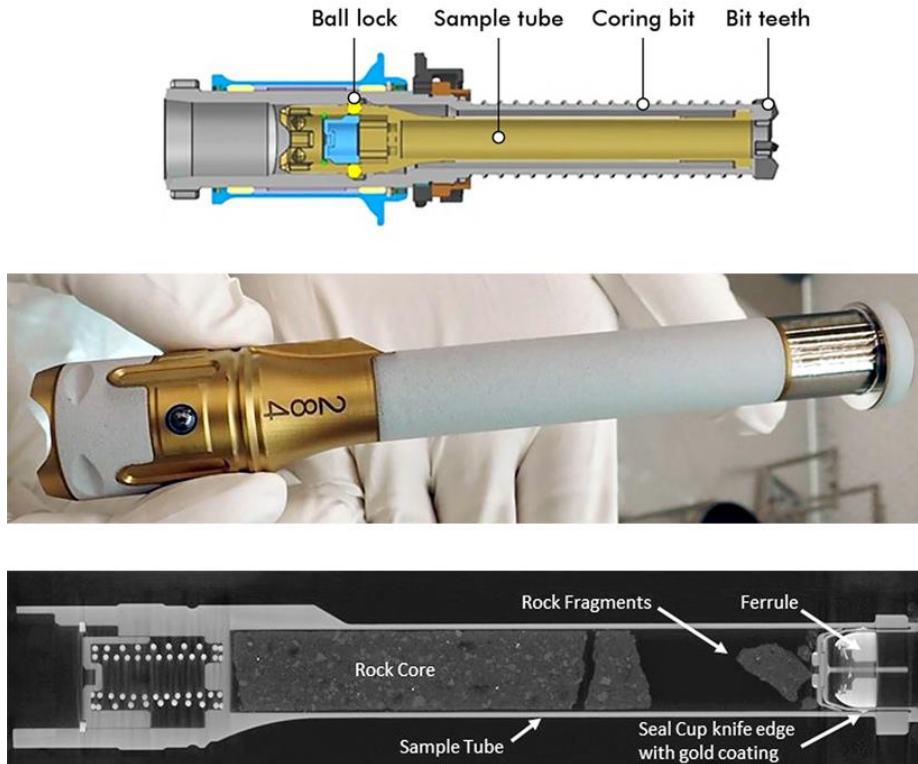 Ball lock
Sample tube
Coring bit
Bit teeth
284
Rock Fragments
Ferrule
Rock Core
Sample Tube
Seal Cup knife edge
with gold coating